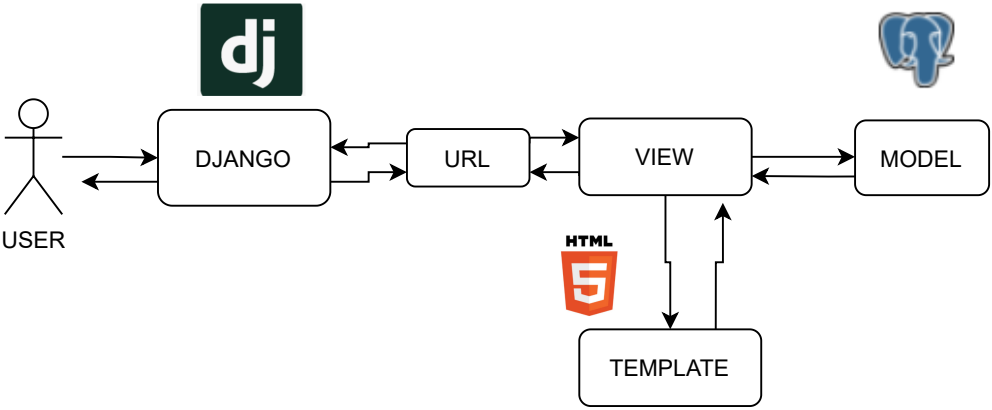 dj
DJANGO
URL
VIEW
MODEL
USER
HTML
5
TEMPLATE